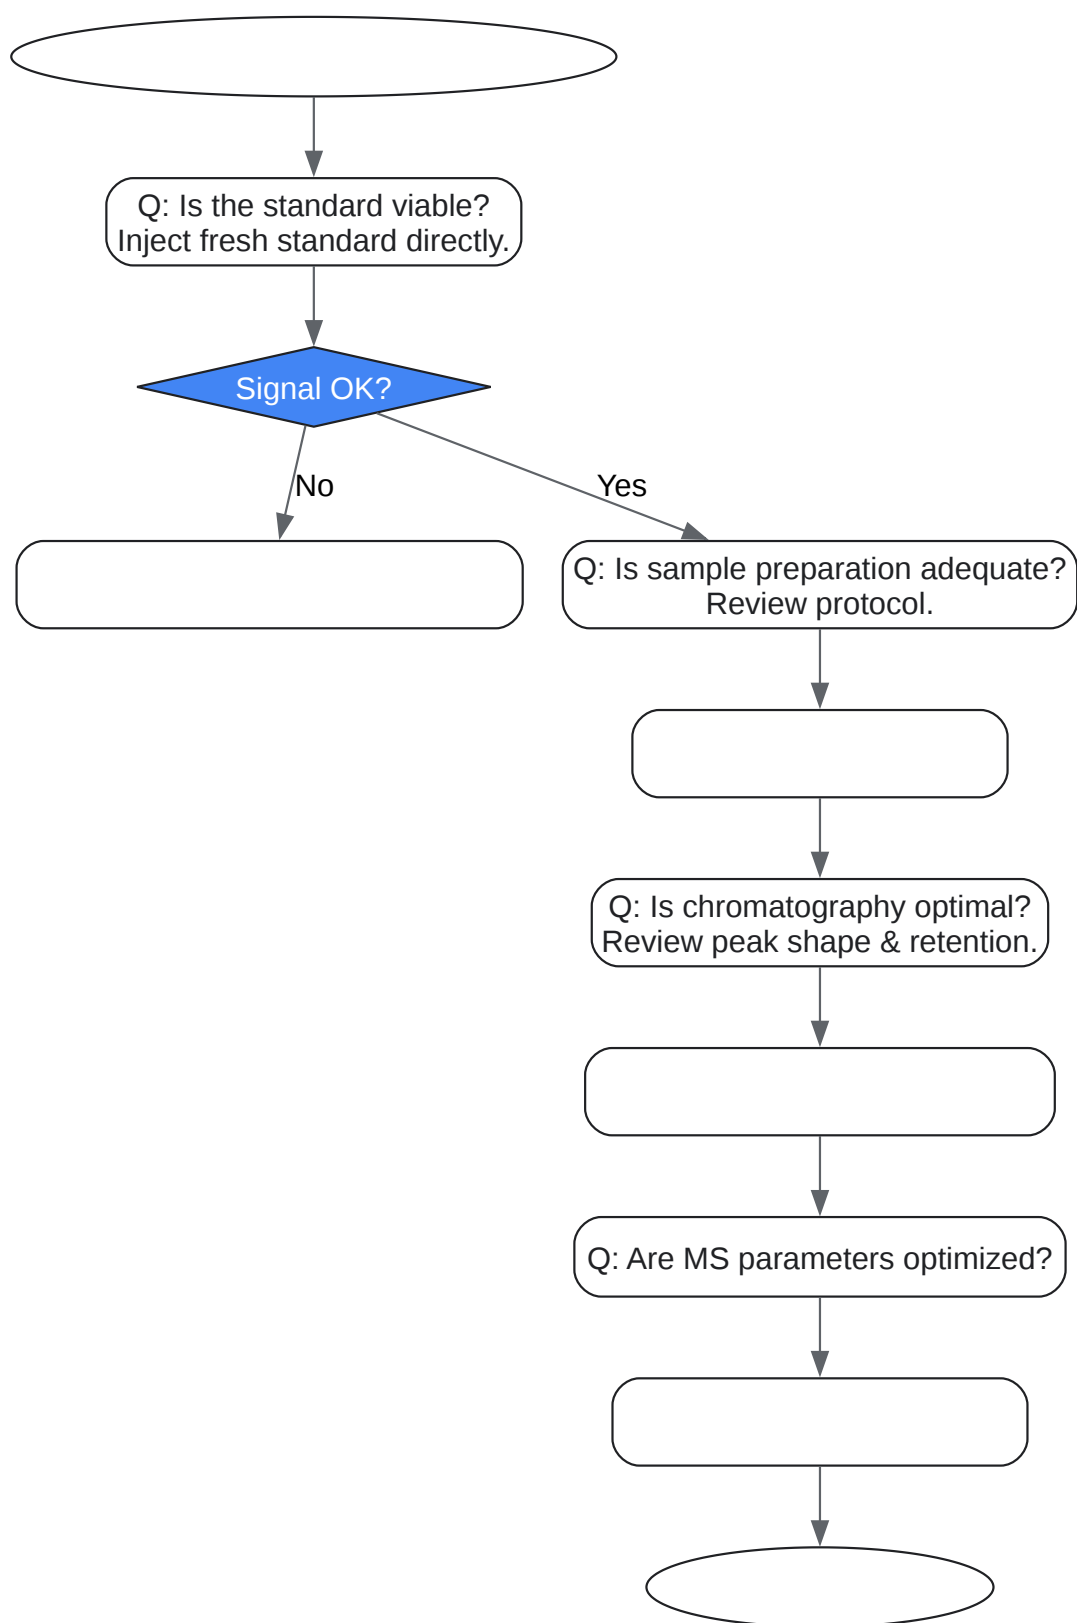 Q: Is the standard viable?
Inject fresh standard directly.
Signal OK?
No
Yes
Q: Is sample preparation adequate?
Review protocol.
Q: Is chromatography optimal?
Review peak shape & retention.
Q: Are MS parameters optimized?